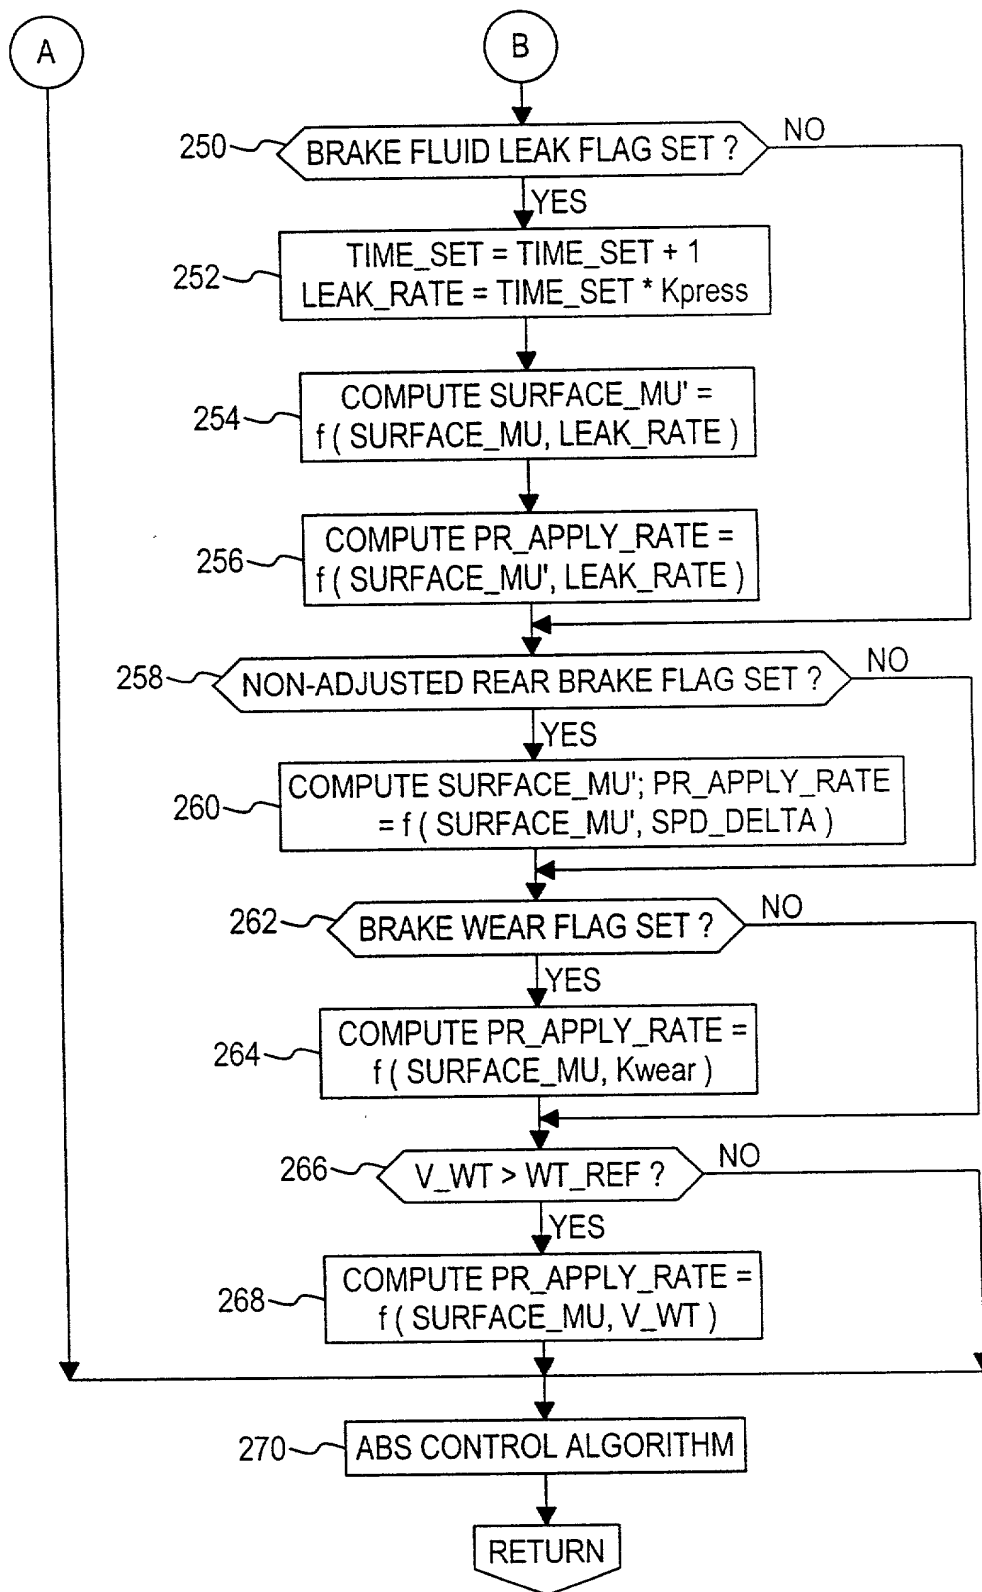 A
B
250
BRAKE FLUID LEAK FLAG SET ?
NO
YES
252
TIME_SET = TIME_SET + 1
LEAK_RATE = TIME_SET * Kpress
254
COMPUTE SURFACE_MU' =
f ( SURFACE_MU, LEAK_RATE )
256
COMPUTE PR_APPLY_RATE =
f ( SURFACE_MU', LEAK_RATE )
258
NON-ADJUSTED REAR BRAKE FLAG SET ?
NO
YES
260
COMPUTE SURFACE_MU'; PR_APPLY_RATE
= f ( SURFACE_MU', SPD_DELTA )
262
BRAKE WEAR FLAG SET ?
NO
YES
264
COMPUTE PR_APPLY_RATE =
f ( SURFACE_MU, Kwear )
266
V_WT > WT_REF ?
NO
YES
268
COMPUTE PR_APPLY_RATE =
f ( SURFACE_MU, V_WT )
270
ABS CONTROL ALGORITHM
RETURN